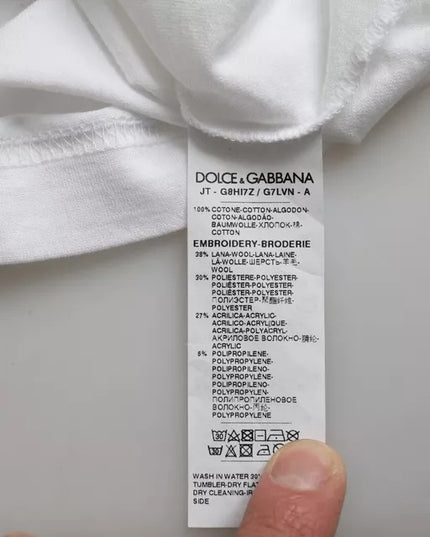 DOLCE & GABBANA
JT - G8HI7Z / G7LVN - A
100% COTONE-COTTON-ALGODON-
COTON-ALGODÃO-
BAUMWOLLE-ХЛОПОК-棉-
COTTON
EMBROIDERY-BRODERIE
38% LANA-WOOL-LANA-LAINE-
LÃ-WOLLE-ШЕРСТЬ-羊毛-
WOOL
30% POLIESTERE-POLYESTER-
POLIÉSTER-POLYESTER-
POLIÉSTER-POLYESTER-
ПОЛИЭСТЕР-聚酯纤维-
POLYESTER
27% ACRILICA-ACRYLIC-
ACRILICO-ACRYLIQUE-
ACRILICA-POLYACRYL-
АКРИЛОВОЕ ВОЛОКНО-腈纶-
ACRYLIC
5% POLIPROPILENE-
POLYPROPYLENE-
POLIPROPILENO-
POLYPROPYLÈNE-
POLIPROPILENO-
POLYPROPYLEN-
ПОЛИПРОПИЛЕНОВОЕ
ВОЛОКНО-丙纶-
POLYPROPYLENE
WASH IN WATER 30°
TUMBLER-DRY FLAT
DRY CLEANING-IR
SIDE